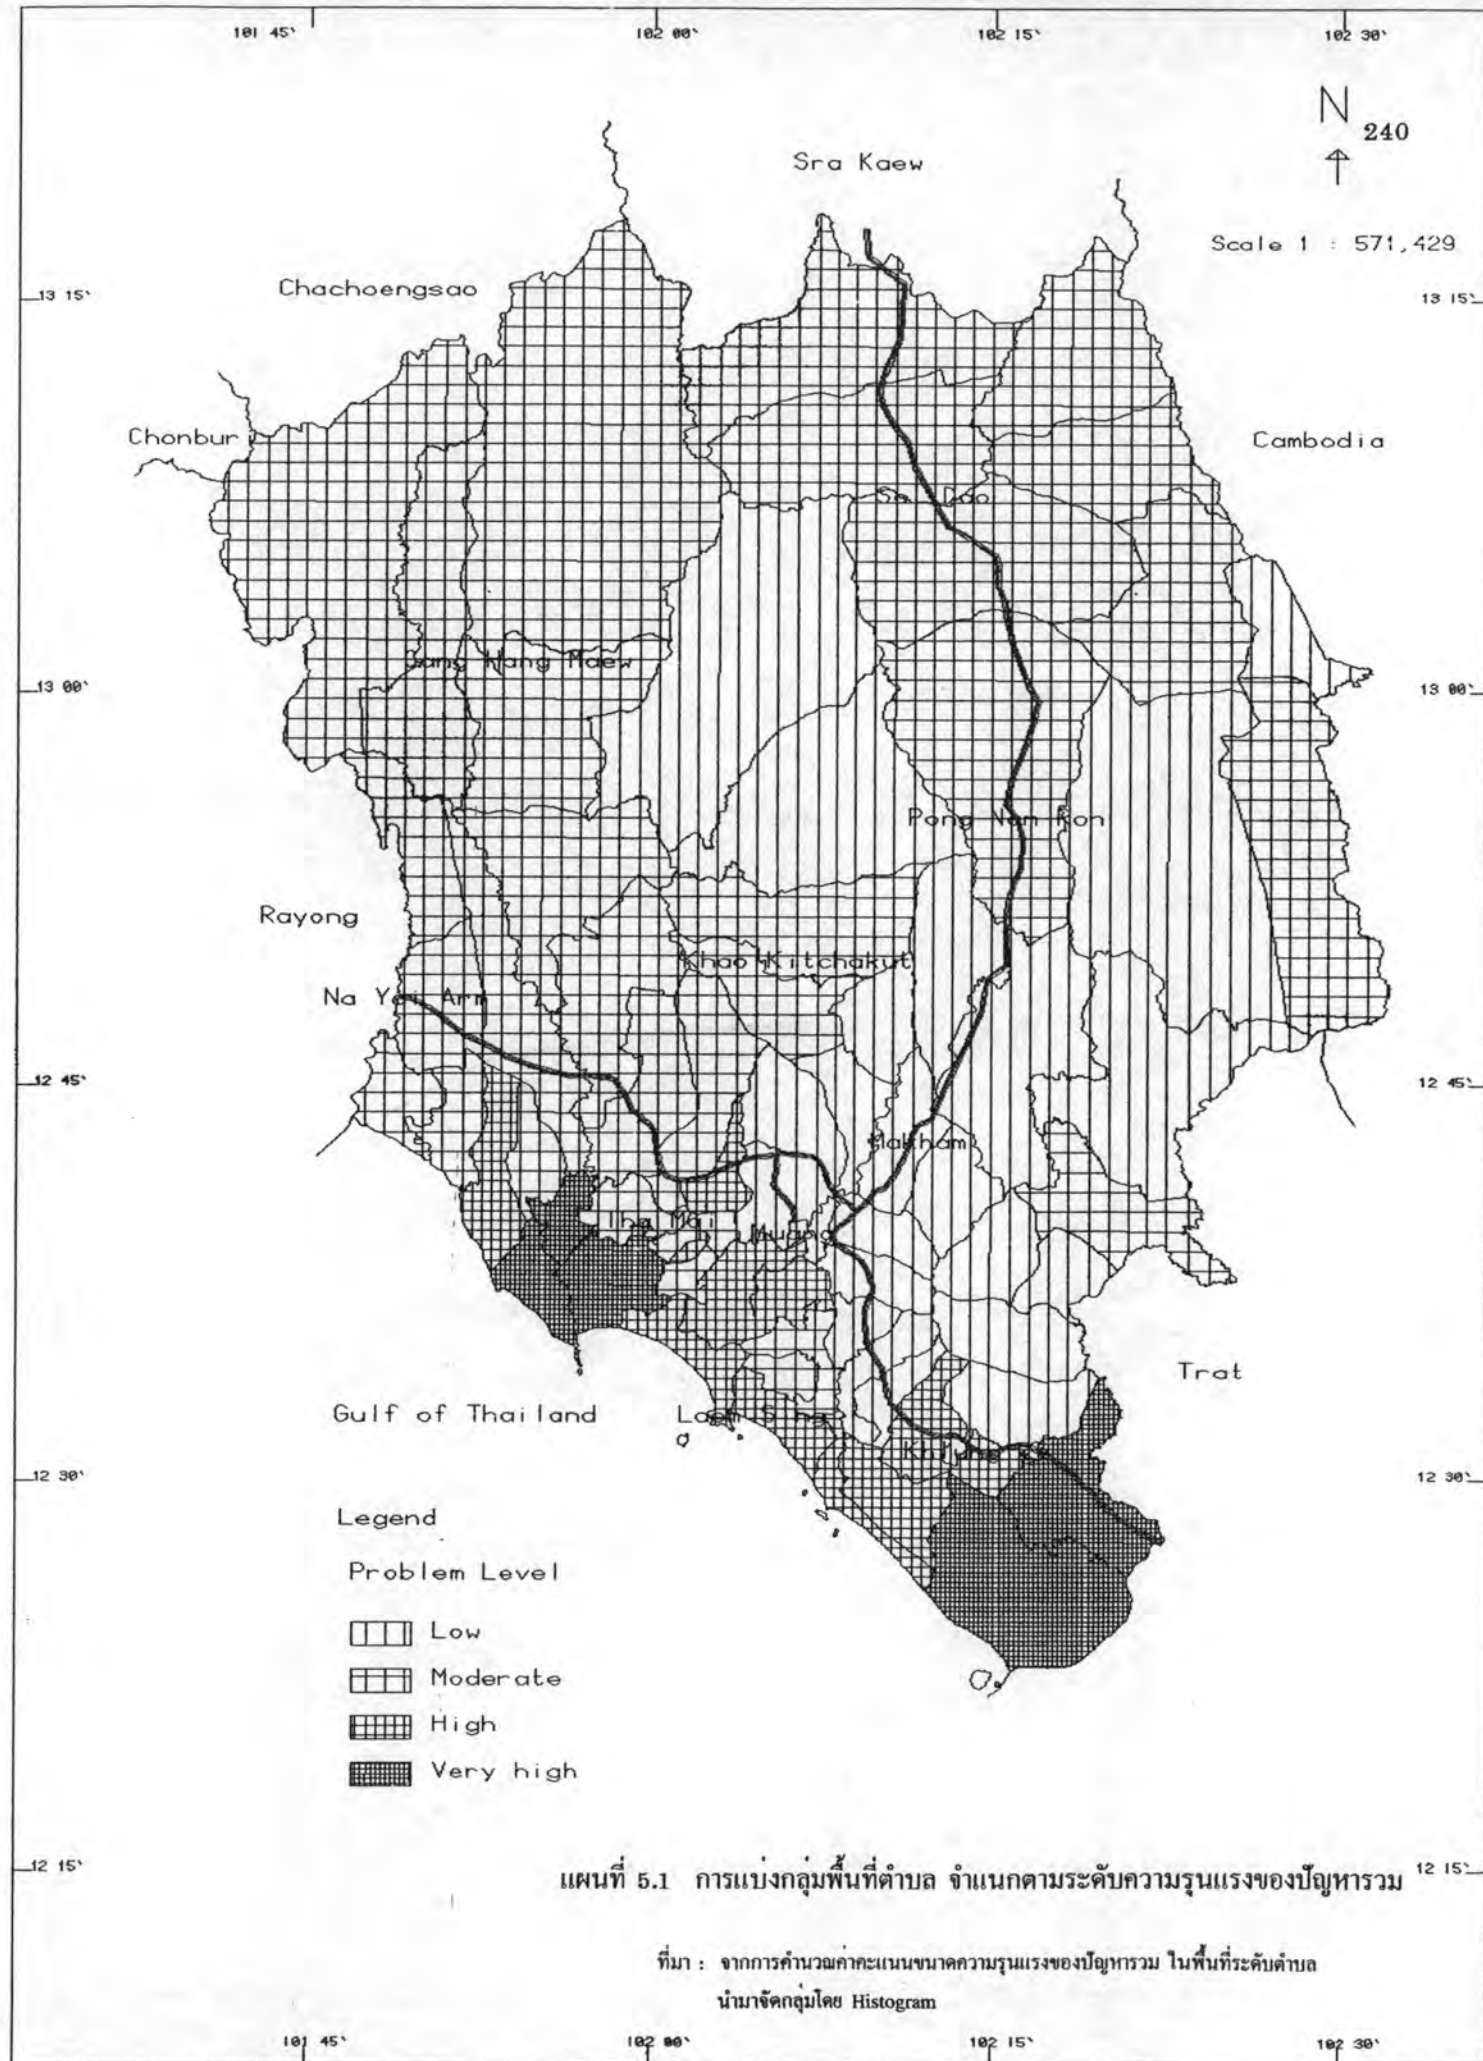 101 45' 102 00' 102 15' 102 30'
N
240
Sra Kaew
Scale 1 : 571,429
Chachoengsao
13 15' 13 15'
Chonbur
Cambodia
13 00' 13 00'
Pong Nam Ron
Rayong
Khao Kitchakut
Na Yai Arm
12 45' 12 45'
Makham
Tha Mai Muang
Trat
Gulf of Thailand Laem Sing
Khlung
12 30' 12 30'
Legend
Problem Level
Low
Moderate
High
Very high
12 15' 12 15'
แผนที่ 5.1 การแบ่งกลุ่มพื้นที่ตำบล จำแนกตามระดับความรุนแรงของปัญหารวม
ที่มา : จากการคำนวณค่าคะแนนขนาดความรุนแรงของปัญหารวม ในพื้นที่ระดับตำบล
นำมาจัดกลุ่มโดย Histogram
101 45' 102 00' 102 15' 102 30'